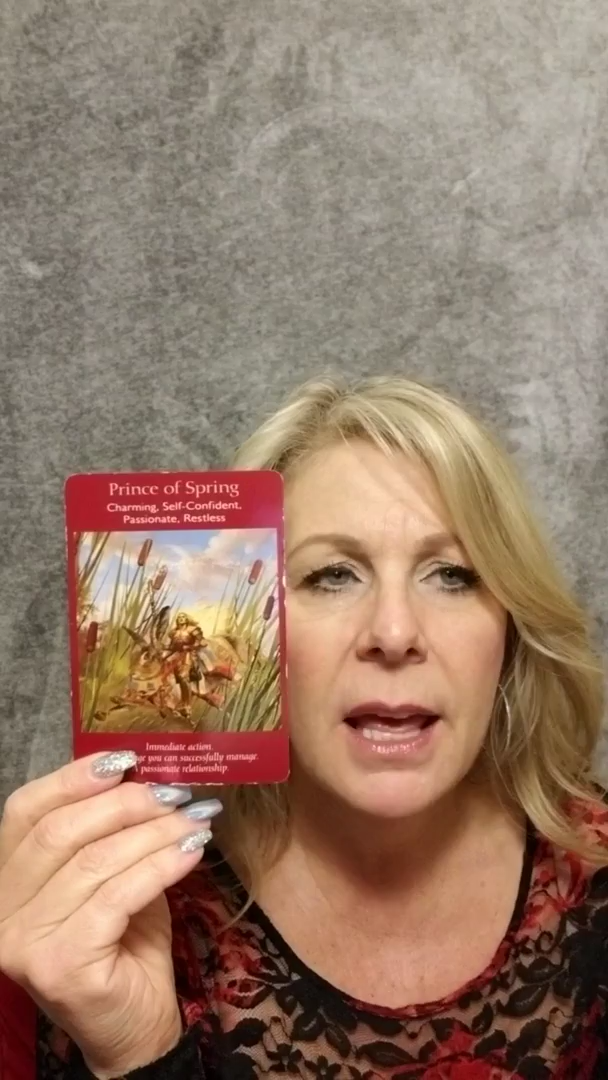 Prince of Spring
Charming, Self-Confident,
Passionate, Restless
Immediate action.
you can successfully manage.
passionate relationship.